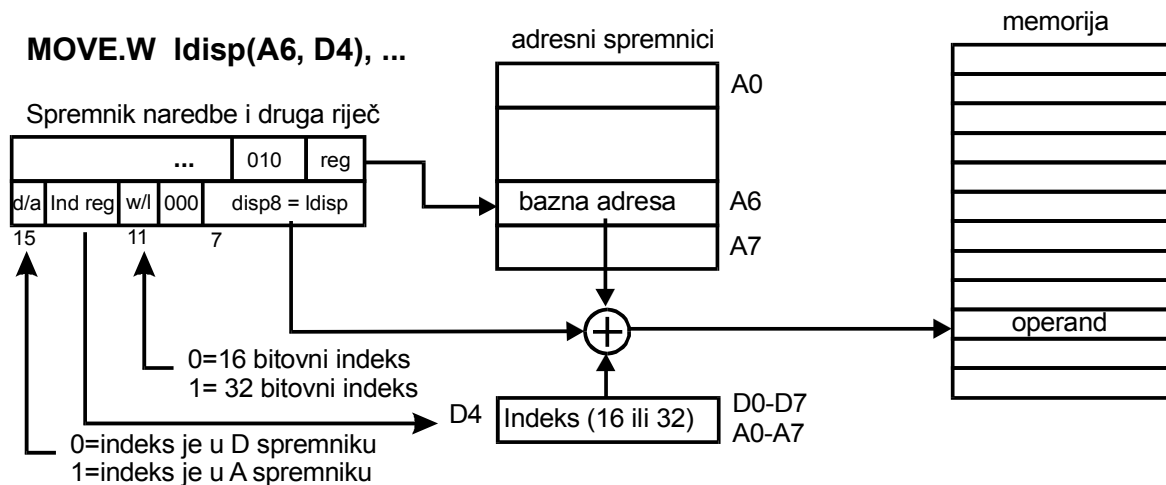 MOVE.W ldisp(A6, D4), ...
adresni spremnici
memorija
Spremnik naredbe i druga riječ
A0
... 010 reg
d/a Ind reg w/l 000 disp8 = ldisp
bazna adresa A6
15 11 7
A7
operand
0=16 bitovni indeks
1= 32 bitovni indeks
D4 Indeks (16 ili 32) D0-D7
A0-A7
0=indeks je u D spremniku
1=indeks je u A spremniku